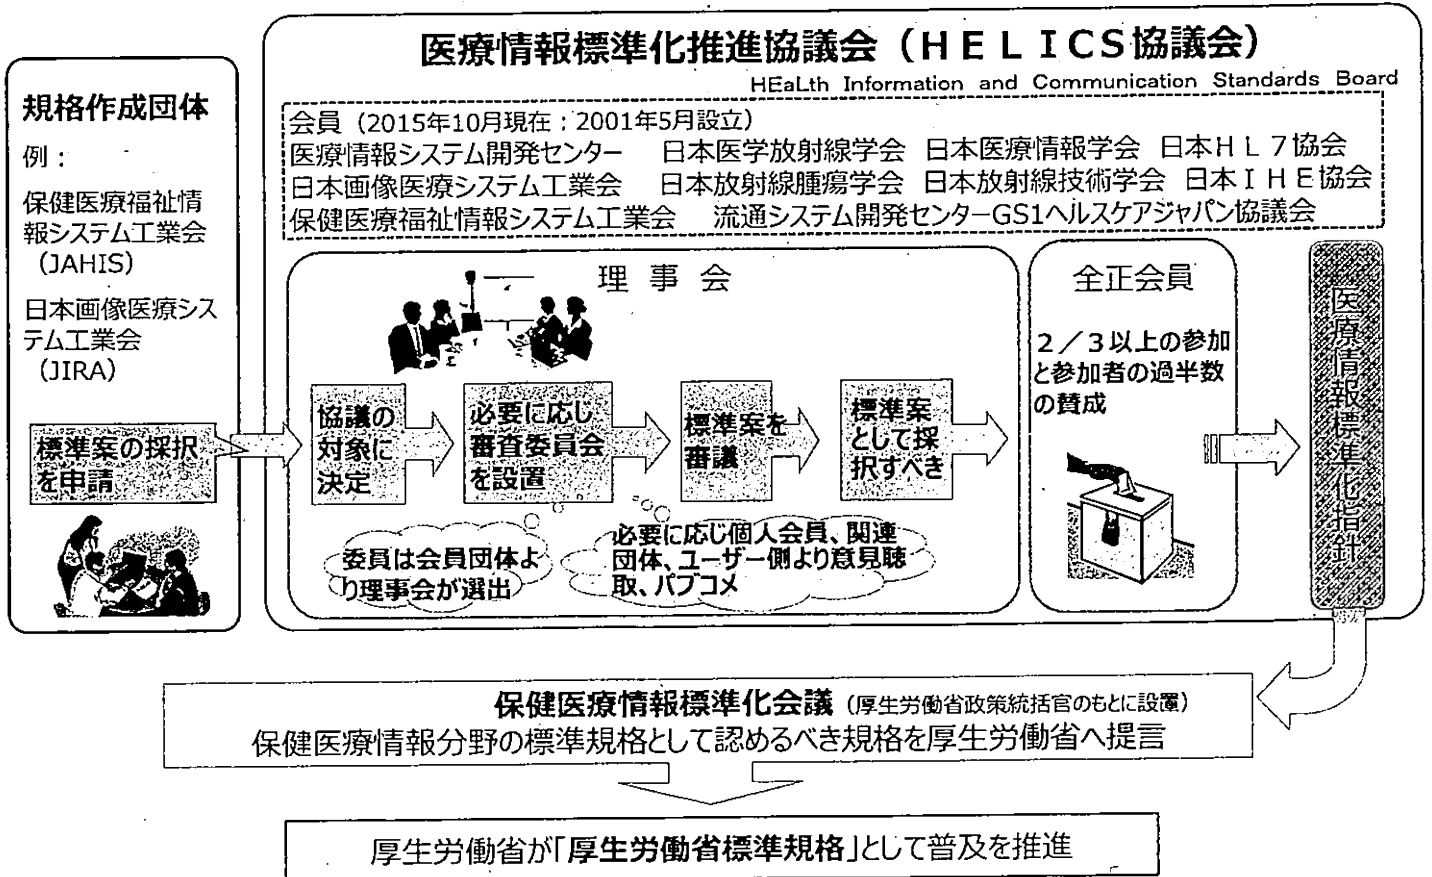 医療情報標準化推進協議会（ＨＥＬＩＣＳ協議会）
HEaLth Information and Communication Standards Board
規格作成団体
例：
保健医療福祉情
報システム工業会
（JAHIS）
日本画像医療シス
テム工業会
（JIRA）
標準案の採択
を申請
会員（2015年10月現在；2001年5月設立）
医療情報システム開発センター　日本医学放射線学会　日本医療情報学会　日本ＨＬ７協会
日本画像医療システム工業会　日本放射線腫瘍学会　日本放射線技術学会　日本ＩＨＥ協会
保健医療福祉情報システム工業会　流通システム開発センターGS1ヘルスケアジャパン協議会
理 事 会
協議の
対象に
決定
必要に応じ
審査委員会
を設置
標準案を
審議
標準案
として採
択すべき
委員は会員団体よ
り理事会が選出
必要に応じ個人会員、関連
団体、ユーザー側より意見聴
取、パブコメ
全正会員
２／３以上の参加
と参加者の過半数
の賛成
医療情報標準化指針
保健医療情報標準化会議（厚生労働省政策統括官のもとに設置）
保健医療情報分野の標準規格として認めるべき規格を厚生労働省へ提言
厚生労働省が「厚生労働省標準規格」として普及を推進